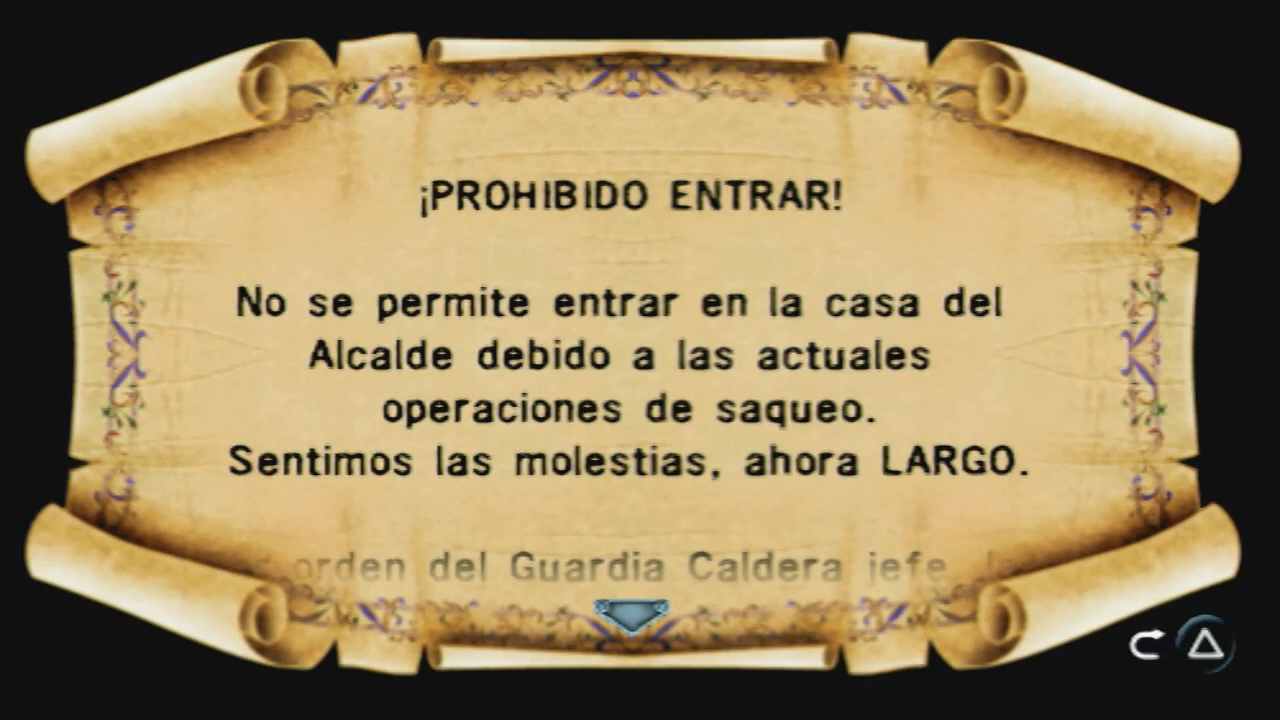 ¡PROHIBIDO ENTRAR!
No se permite entrar en la casa del
Alcalde debido a las actuales
operaciones de saqueo.
Sentimos las molestias, ahora LARGO.
orden del Guardia Caldera jefe